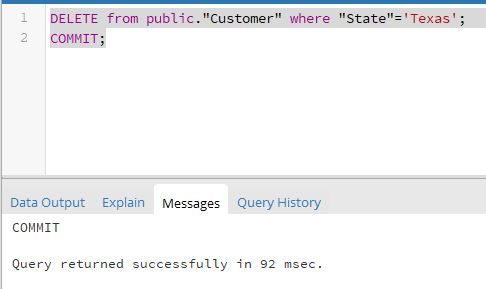 1 DELETE from public."Customer" where "State"='Texas';
2 COMMIT;
Data Output Explain Messages Query History
COMMIT
Query returned successfully in 92 msec.